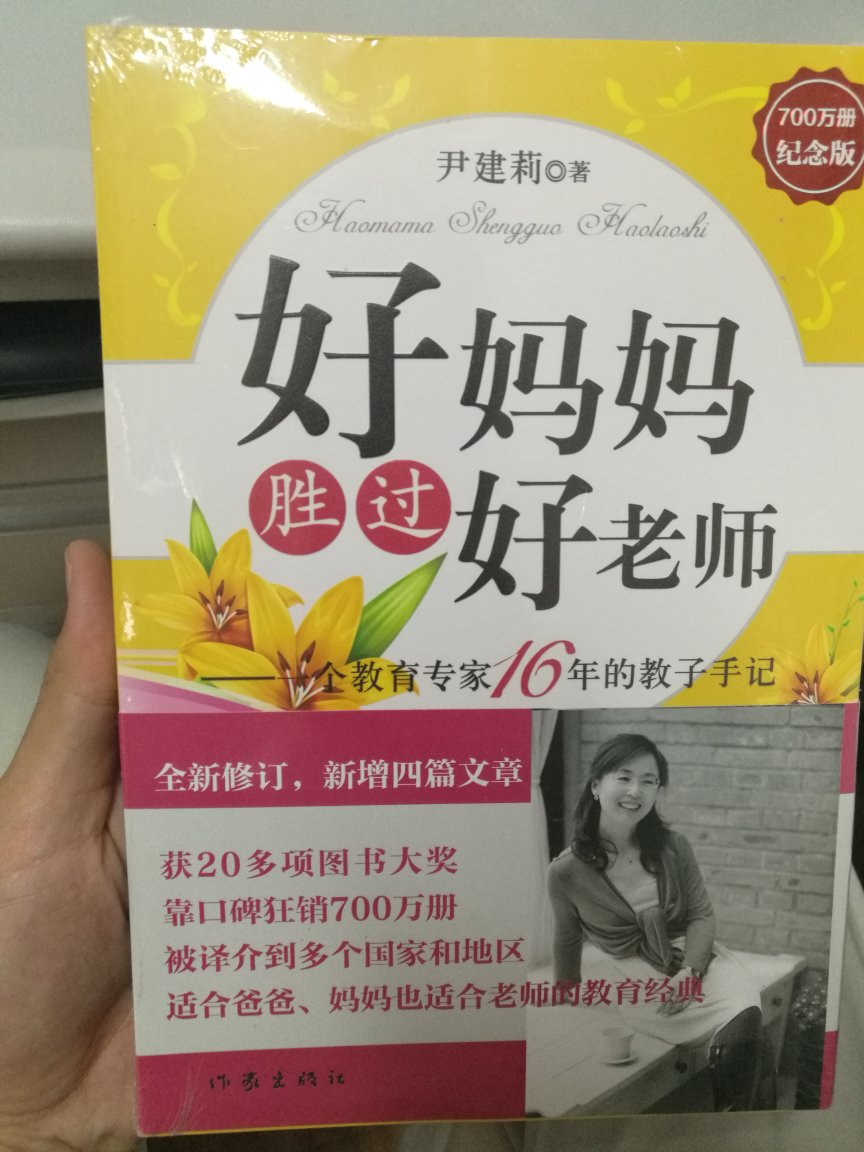 700万册
纪念版
尹建莉◎著
Haomama Shengguo Haolaoshi
好妈妈
胜过好老师
——一个教育专家16年的教子手记
全新修订，新增四篇文章
获20多项图书大奖
靠口碑狂销700万册
被译介到多个国家和地区
适合爸爸、妈妈也适合老师的教育经典
作家出版社